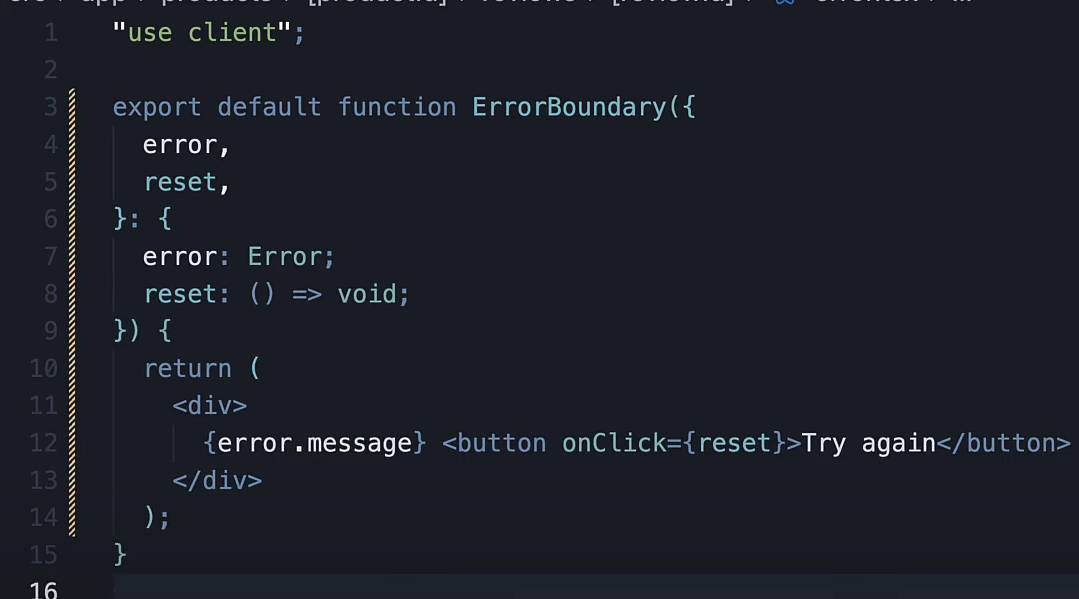 "use client";
export default function ErrorBoundary({
error,
reset,
}: {
error: Error;
reset: () => void;
}) {
return (
<div>
{error.message} <button onClick={reset}>Try again</button>
</div>
);
}
1
2
3
4
5
6
7
8
9
10
11
12
13
14
15
16